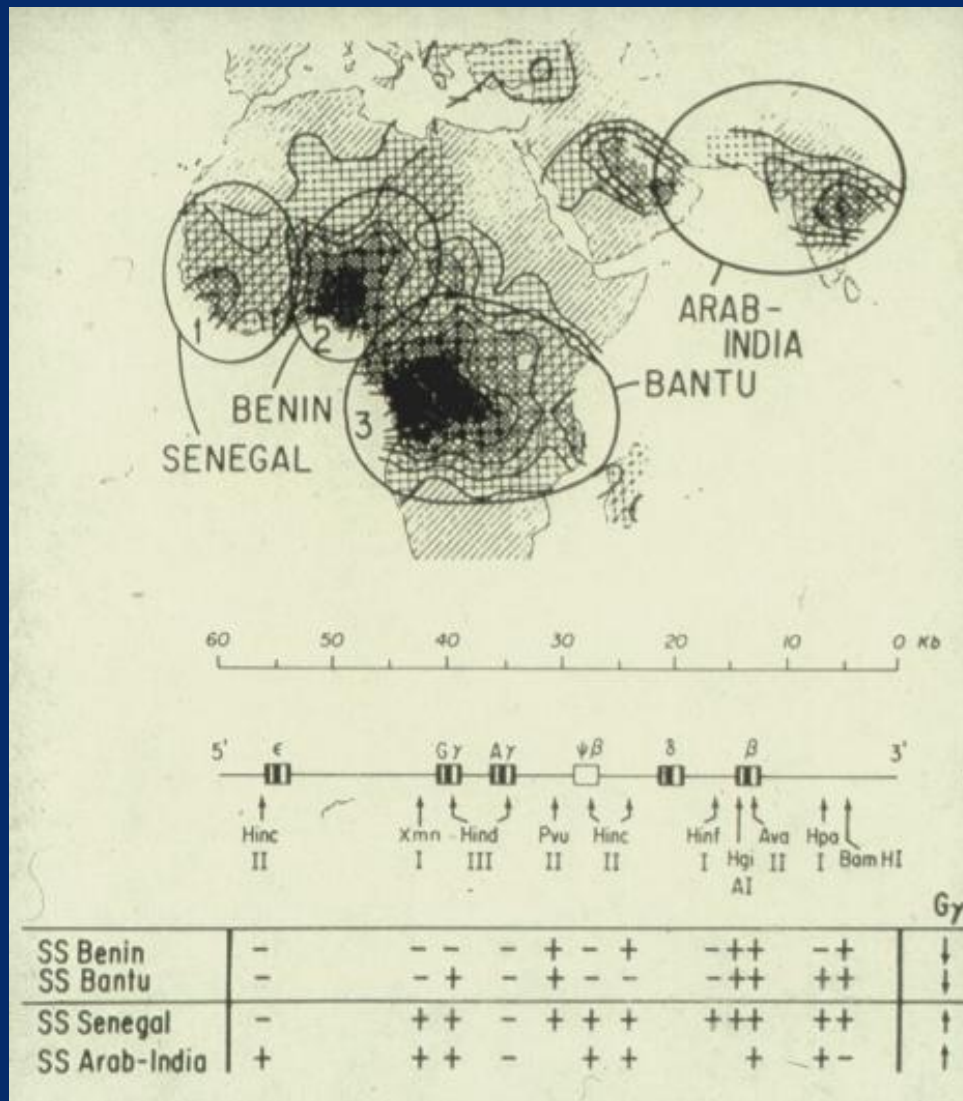 1
2
3
ARAB-
INDIA
BANTU
BENIN
SENEGAL
60 50 40 30 20 10 0 Kb
5' ϵ Gγ Aγ ψβ δ β 3'
Hinc Xmn Hind Pvu Hinc Hinf Ava Hpa
II I III II II I Hgi II I Bam HI
AI
Gγ
SS Benin - - - - + - + - + + - + ↓
SS Bantu - - + - + - - - + + + + ↓
SS Senegal - + + - + + + + + + + + ↑
SS Arab-India + + + - + + + + - ↑